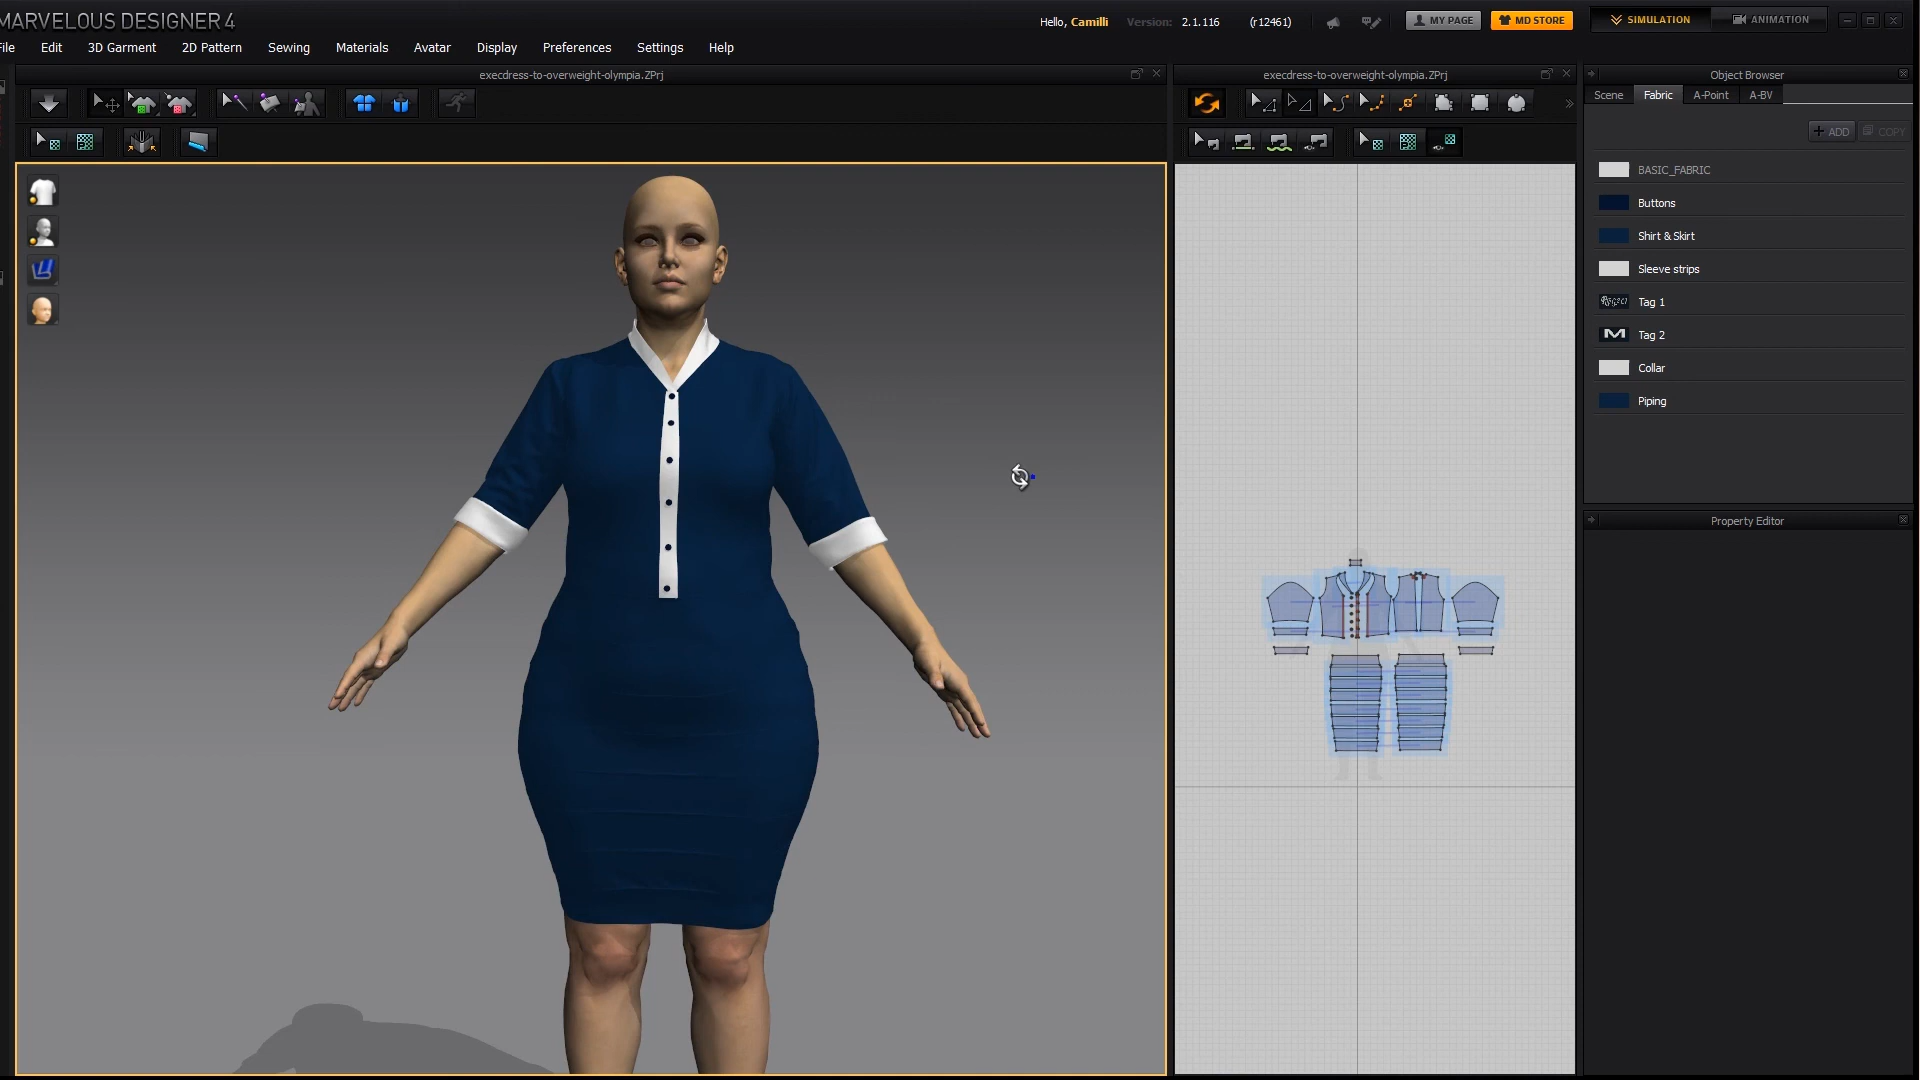 MARVELOUS DESIGNER 4
Hello, Camilli
Version: 2.1.116 (r12461)
MY PAGE
MD STORE
SIMULATION
ANIMATION
File Edit 3D Garment 2D Pattern Sewing Materials Avatar Display Preferences Settings Help
execdress-to-overweight-olympia.ZPrj
execdress-to-overweight-olympia.ZPrj
Object Browser
Scene Fabric A-Point A-BV
+ ADD COPY
BASIC_FABRIC
Buttons
Shirt & Skirt
Sleeve strips
Tag 1
M Tag 2
Collar
Piping
Property Editor